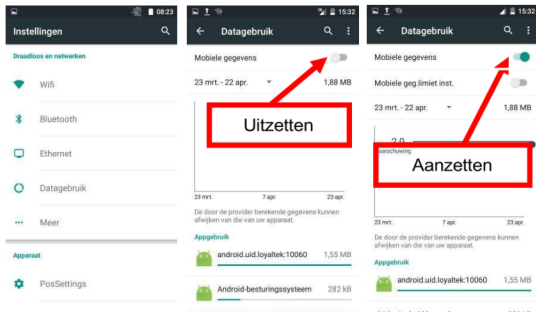 08:23
Instellingen
Draadloos en netwerken
Wifi
Bluetooth
Ethernet
Datagebruik
Meer
Apparaat
PosSettings
15:32
Datagebruik
Mobiele gegevens
23 mrt. - 22 apr.
1,88 MB
Uitzetten
23 mrt.
7 apr.
23 apr.
De door de provider berekende gegevens kunnen
afwijken van die van uw apparaat.
Appgebruik
android.uid.loyaltek:10060
1,55 MB
Android-besturingssysteem
282 kB
15:32
Datagebruik
Mobiele gegevens
Mobiele geg.limiet inst.
23 mrt. - 22 apr.
1,88 MB
2,0
Aanzetten
23 mrt.
7 apr.
23 apr.
De door de provider berekende gegevens kunnen
afwijken van die van uw apparaat.
Appgebruik
android.uid.loyaltek:10060
1,55 MB